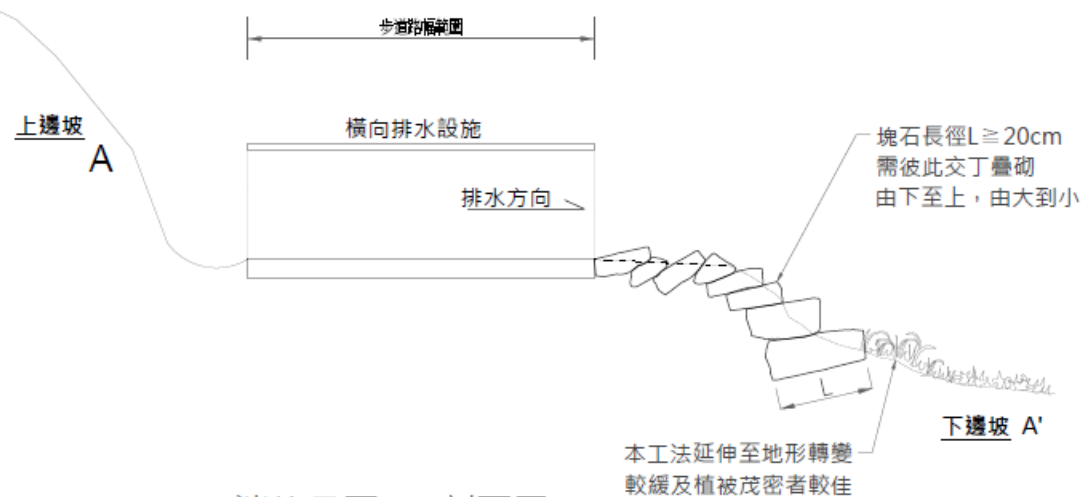 步道路幅範圍
上邊坡
A
橫向排水設施
排水方向
塊石長徑L≧20cm
需彼此交丁疊砌
由下至上，由大到小
L
下邊坡 A'
本工法延伸至地形轉變
較緩及植被茂密者較佳